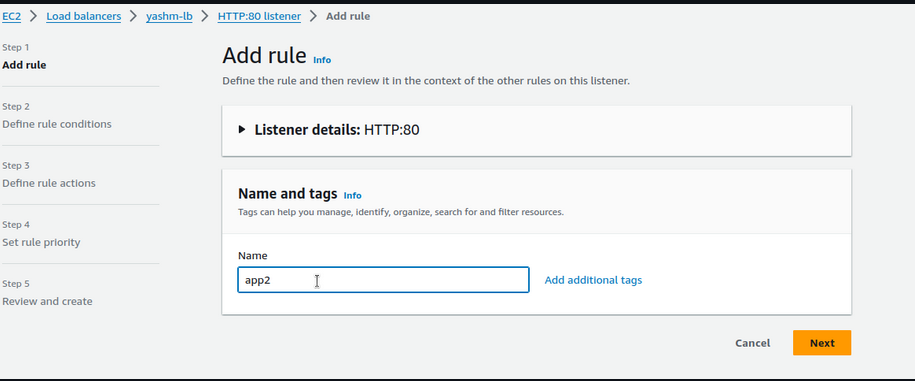 EC2 > Load balancers > yashm-lb > HTTP:80 listener > Add rule
Step 1
Add rule
Step 2
Define rule conditions
Step 3
Define rule actions
Step 4
Set rule priority
Step 5
Review and create
Add rule Info
Define the rule and then review it in the context of the other rules on this listener.
Listener details: HTTP:80
Name and tags Info
Tags can help you manage, identify, organize, search for and filter resources.
Name
app2
Add additional tags
Cancel
Next